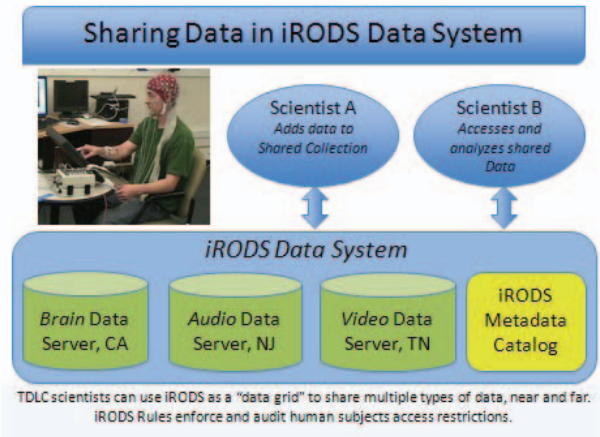 Sharing Data in iRODS Data System
Scientist A
Adds data to
Shared Collection
Scientist B
Accesses and
analyzes shared
Data
iRODS Data System
Brain Data
Server, CA
Audio Data
Server, NJ
Video Data
Server, TN
iRODS
Metadata
Catalog
TDLC scientists can use iRODS as a “data grid” to share multiple types of data, near and far.
iRODS Rules enforce and audit human subjects access restrictions.